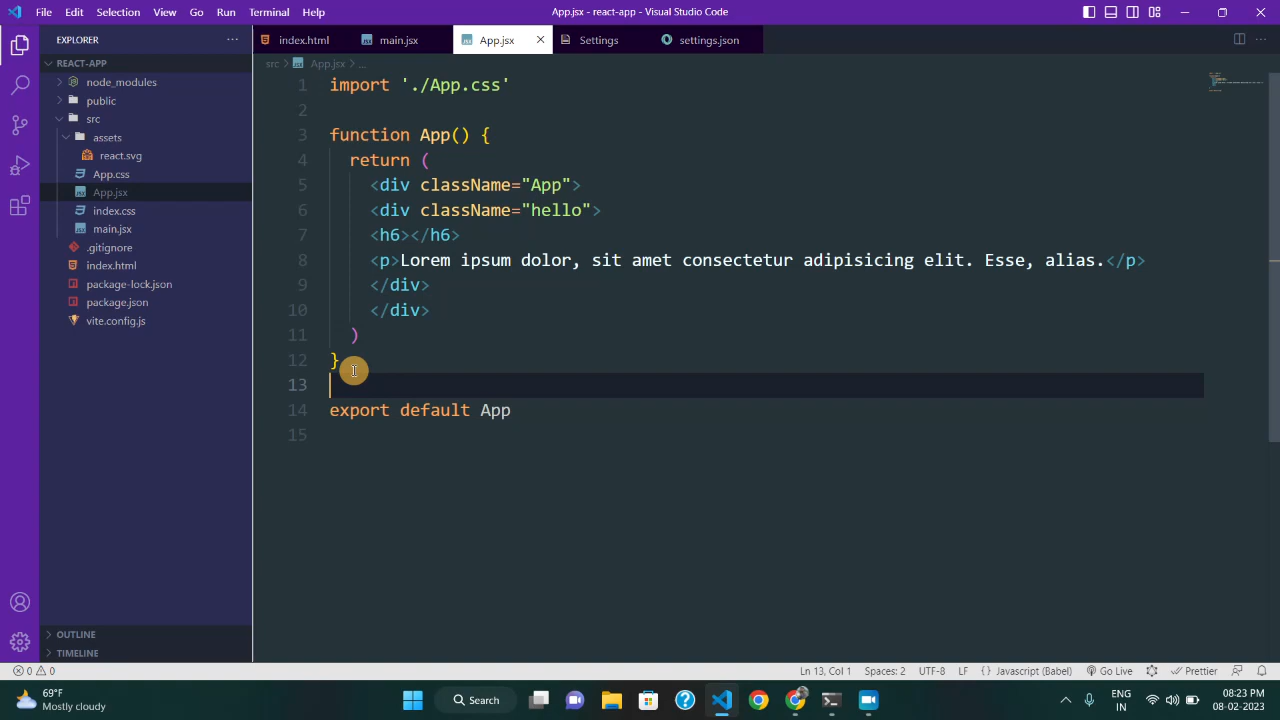 File Edit Selection View Go Run Terminal Help App.jsx - react-app - Visual Studio Code
EXPLORER
index.html main.jsx App.jsx Settings settings.json
REACT-APP
src App.jsx ...
node_modules
public
src
assets
react.svg
App.css
App.jsx
index.css
main.jsx
.gitignore
index.html
package-lock.json
package.json
vite.config.js
OUTLINE
TIMELINE
1 import './App.css'
2
3 function App() {
4 return (
5 <div className="App">
6 <div className="hello">
7 <h6></h6>
8 <p>Lorem ipsum dolor, sit amet consectetur adipisicing elit. Esse, alias.</p>
9 </div>
10 </div>
11 )
12 }
13
14 export default App
15
0 0 Ln 13, Col 1 Spaces: 2 UTF-8 LF { } Javascript (Babel) Go Live Prettier
69°F
Mostly cloudy
Search
ENG
IN
08:23 PM
08-02-2023